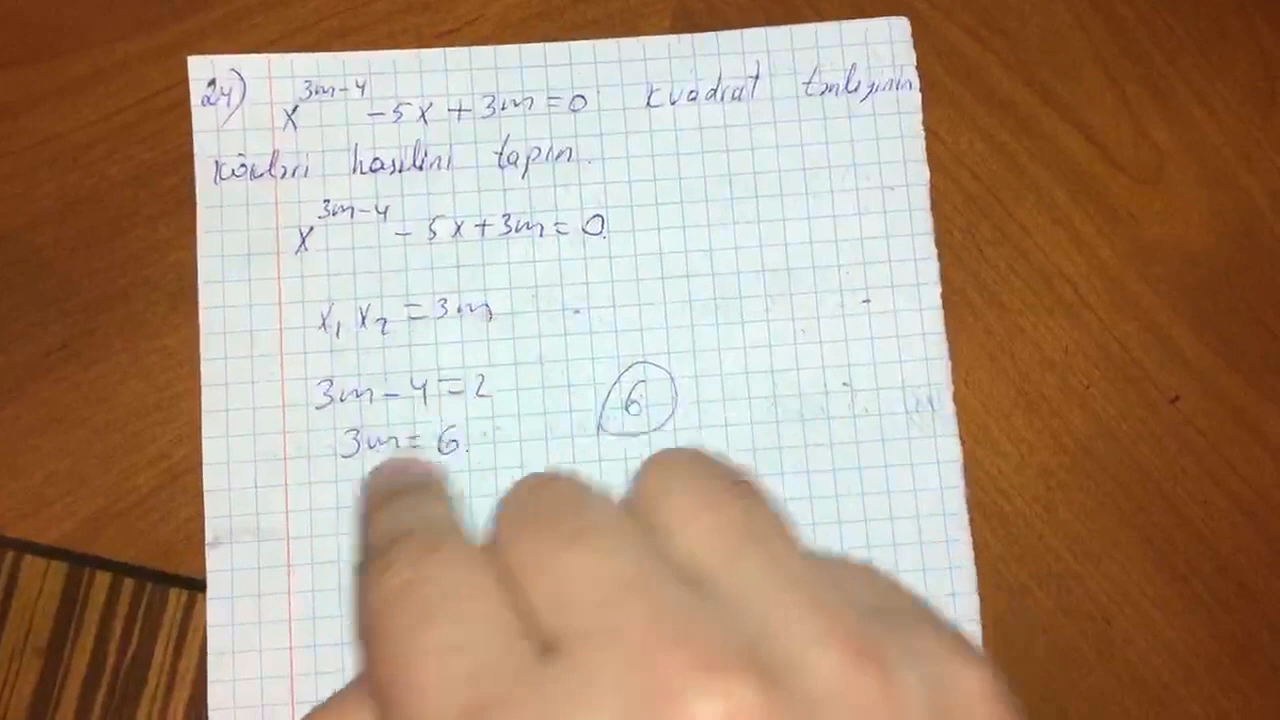 24) x^{3m-4} - 5x + 3m = 0 kvadrat tənliyinin
kökləri hasilini tapın.
x^{3m-4} - 5x + 3m = 0
x₁ x₂ = 3m
3m - 4 = 2
6
3m = 6